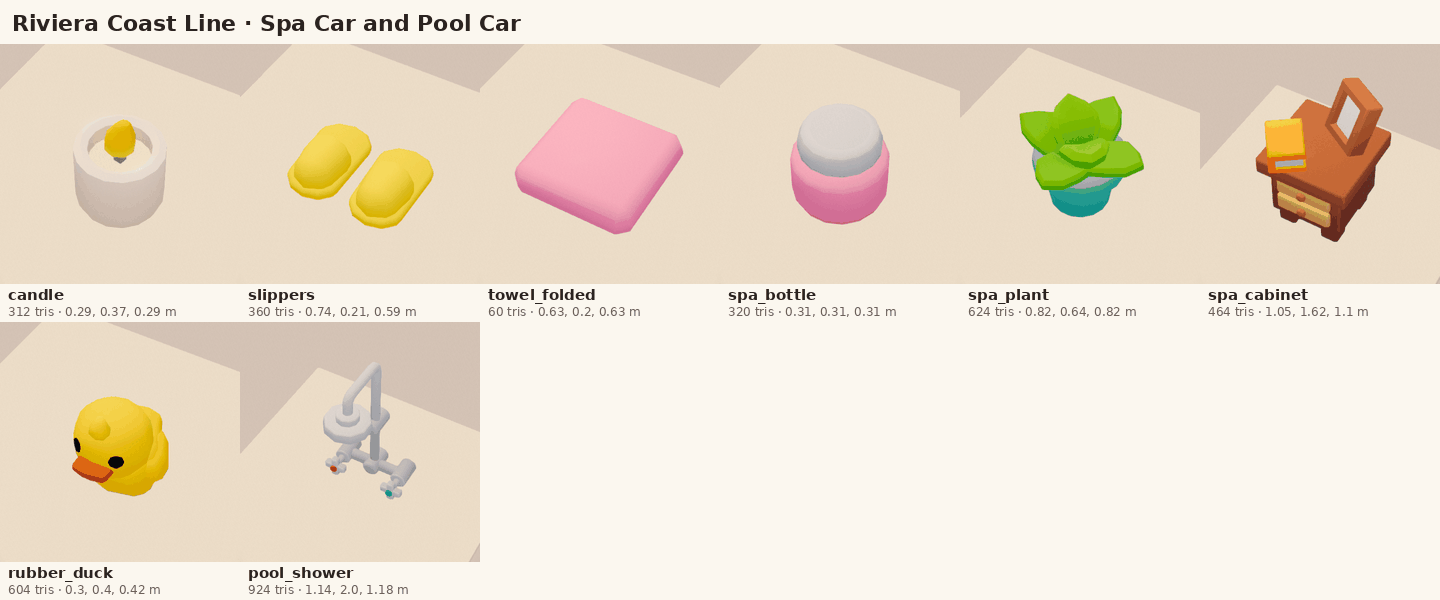 Riviera Coast Line · Spa Car and Pool Car
candle
312 tris · 0.29, 0.37, 0.29 m
slippers
360 tris · 0.74, 0.21, 0.59 m
towel_folded
60 tris · 0.63, 0.2, 0.63 m
spa_bottle
320 tris · 0.31, 0.31, 0.31 m
spa_plant
624 tris · 0.82, 0.64, 0.82 m
spa_cabinet
464 tris · 1.05, 1.62, 1.1 m
rubber_duck
604 tris · 0.3, 0.4, 0.42 m
pool_shower
924 tris · 1.14, 2.0, 1.18 m